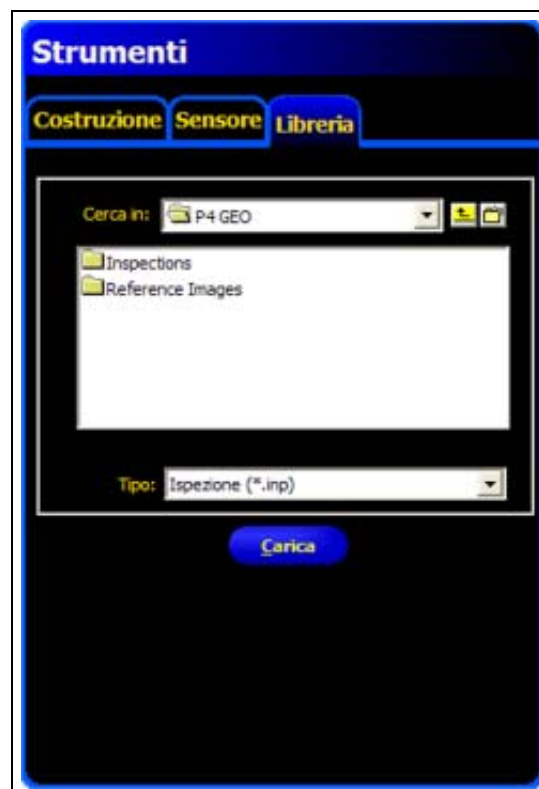 Strumenti
Costruzione Sensore Libreria
Cerca in: P4 GEO
Inspections
Reference Images
Tipo: Ispezione (*.inp)
Carica